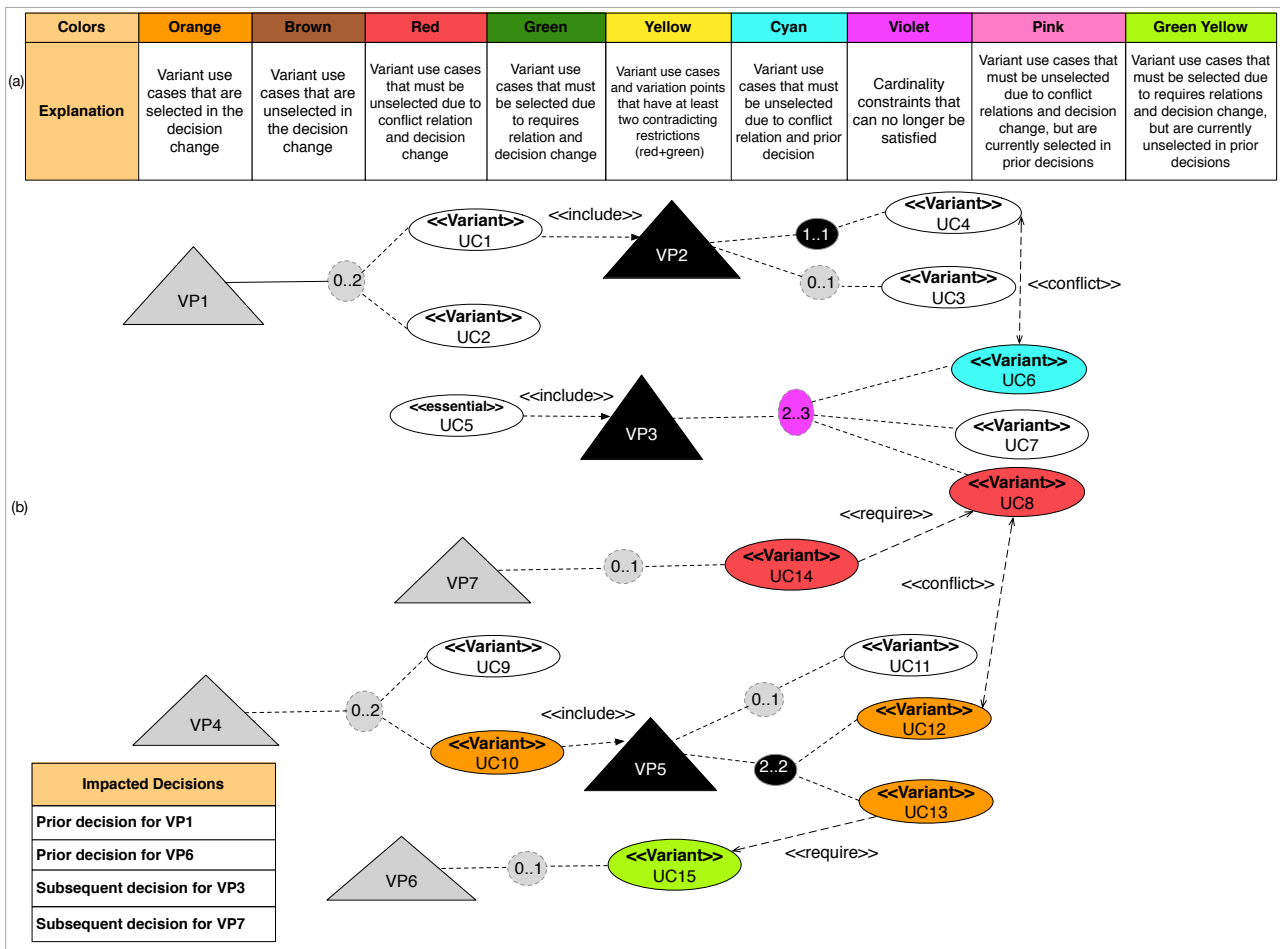 Colors Orange Brown Red Green Yellow Cyan Violet Pink Green Yellow
(a)
Explanation
Variant use
cases that are
selected in the
decision
change
Variant use
cases that are
unselected in
the decision
change
Variant use cases
that must be
unselected due to
conflict relation
and decision
change
Variant use
cases that must
be selected due
to requires
relation and
decision change
Variant use cases
and variation points
that have at least
two contradicting
restrictions
(red+green)
Variant use
cases that must
be unselected
due to conflict
relation and prior
decision
Cardinality
constraints that
can no longer be
satisfied
Variant use cases that
must be unselected
due to conflict
relations and decision
change, but are
currently selected in
prior decisions
Variant use cases that
must be selected due to
requires relations
and decision change,
but are currently
unselected in prior
decisions
(b)
VP1
0..2
<<Variant>>
UC1
<<Variant>>
UC2
<<include>>
VP2
1..1
0..1
<<Variant>>
UC4
<<Variant>>
UC3
<<conflict>>
<<essential>>
UC5
<<include>>
VP3
2..3
<<Variant>>
UC6
<<Variant>>
UC7
<<Variant>>
UC8
<<require>>
VP7
0..1
<<Variant>>
UC14
<<conflict>>
VP4
0..2
<<Variant>>
UC9
<<Variant>>
UC10
<<include>>
VP5
0..1
2..2
<<Variant>>
UC11
<<Variant>>
UC12
<<Variant>>
UC13
<<require>>
VP6
0..1
<<Variant>>
UC15
Impacted Decisions
Prior decision for VP1
Prior decision for VP6
Subsequent decision for VP3
Subsequent decision for VP7